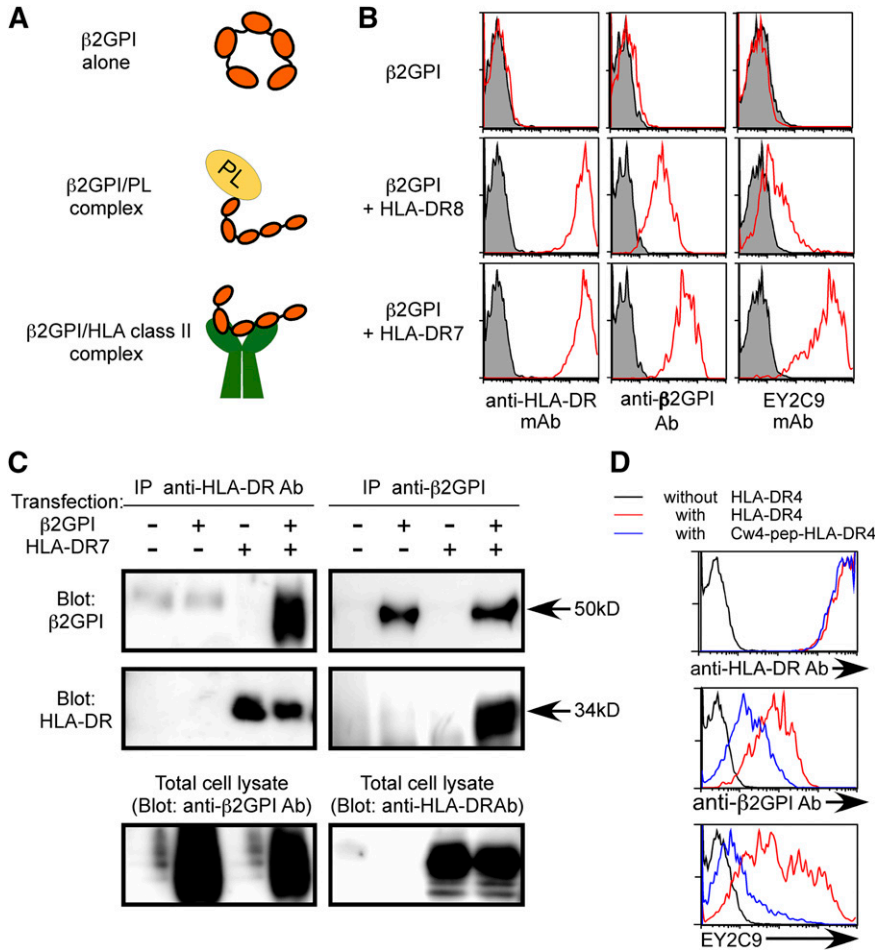 A
β2GPI
alone
β2GPI/PL
complex
PL
β2GPI/HLA class II
complex
B
β2GPI
β2GPI
+ HLA-DR8
β2GPI
+ HLA-DR7
anti-HLA-DR
mAb
anti-β2GPI
Ab
EY2C9
mAb
C
IP anti-HLA-DR Ab
IP anti-β2GPI
Transfection:
β2GPI - + - + - + - +
HLA-DR7 - - + + - - + +
Blot:
β2GPI
50kD
Blot:
HLA-DR
34kD
Total cell lysate
(Blot: anti-β2GPI Ab)
Total cell lysate
(Blot: anti-HLA-DRAb)
D
without HLA-DR4
with HLA-DR4
with Cw4-pep-HLA-DR4
anti-HLA-DR Ab
anti-β2GPI Ab
EY2C9